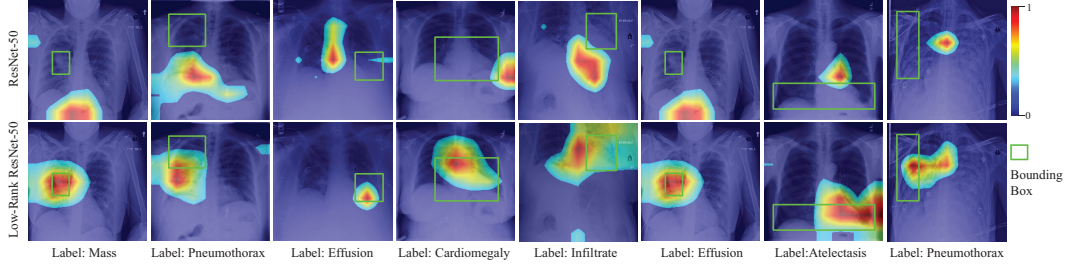 ResNet-50
Low-Rank ResNet-50
1
0
Bounding
Box
Label: Mass
Label: Pneumothorax
Label: Effusion
Label: Cardiomegaly
Label: Infiltrate
Label: Effusion
Label:Atelectasis
Label: Pneumothorax